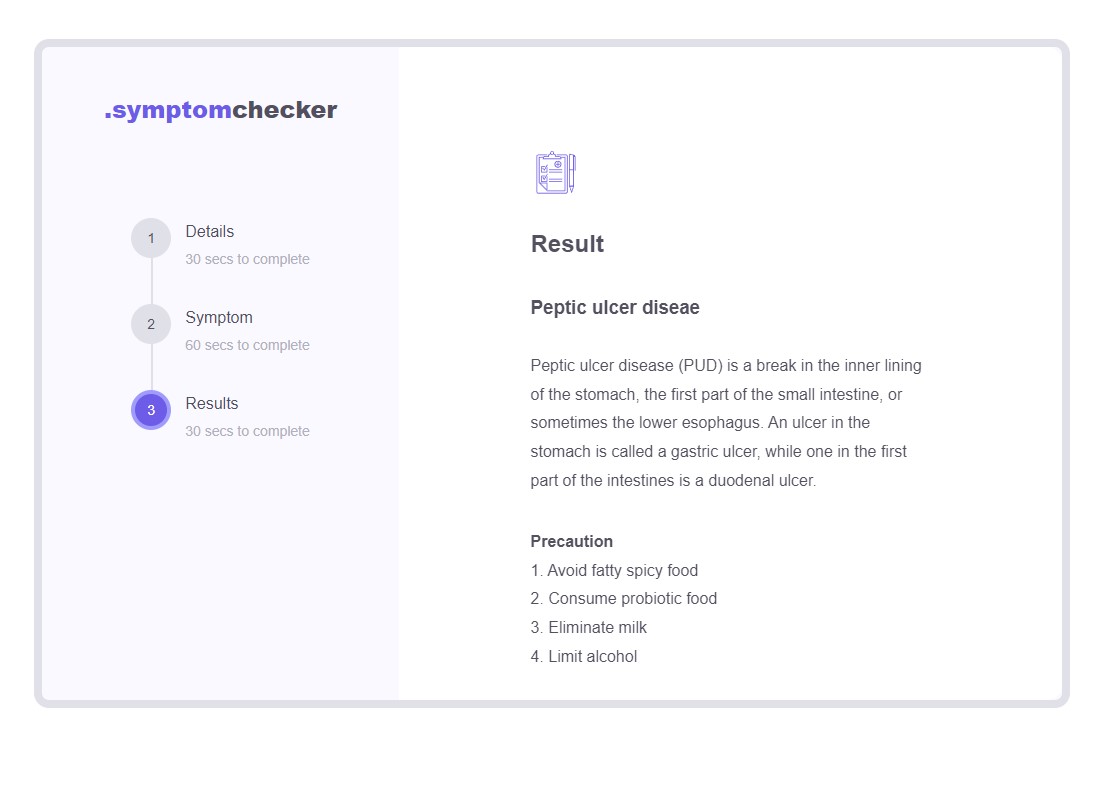 .symptomchecker
1
Details
30 secs to complete
2
Symptom
60 secs to complete
3
Results
30 secs to complete
Result
Peptic ulcer diseae
Peptic ulcer disease (PUD) is a break in the inner lining
of the stomach, the first part of the small intestine, or
sometimes the lower esophagus. An ulcer in the
stomach is called a gastric ulcer, while one in the first
part of the intestines is a duodenal ulcer.
Precaution
1. Avoid fatty spicy food
2. Consume probiotic food
3. Eliminate milk
4. Limit alcohol